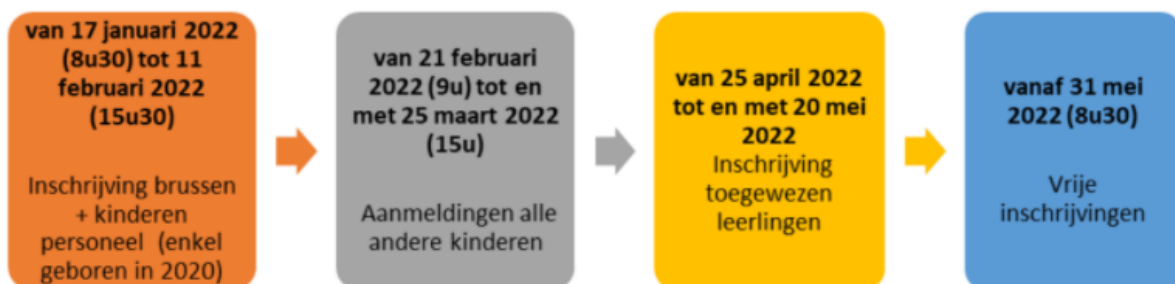 van 17 januari 2022
(8u30) tot 11
februari 2022
(15u30)
Inschrijving brussen
+ kinderen
personeel (enkel
geboren in 2020)
van 21 februari
2022 (9u) tot en
met 25 maart 2022
(15u)
Aanmeldingen alle
andere kinderen
van 25 april 2022
tot en met 20 mei
2022
Inschrijving
toegewezen
leerlingen
vanaf 31 mei
2022 (8u30)
Vrije
inschrijvingen